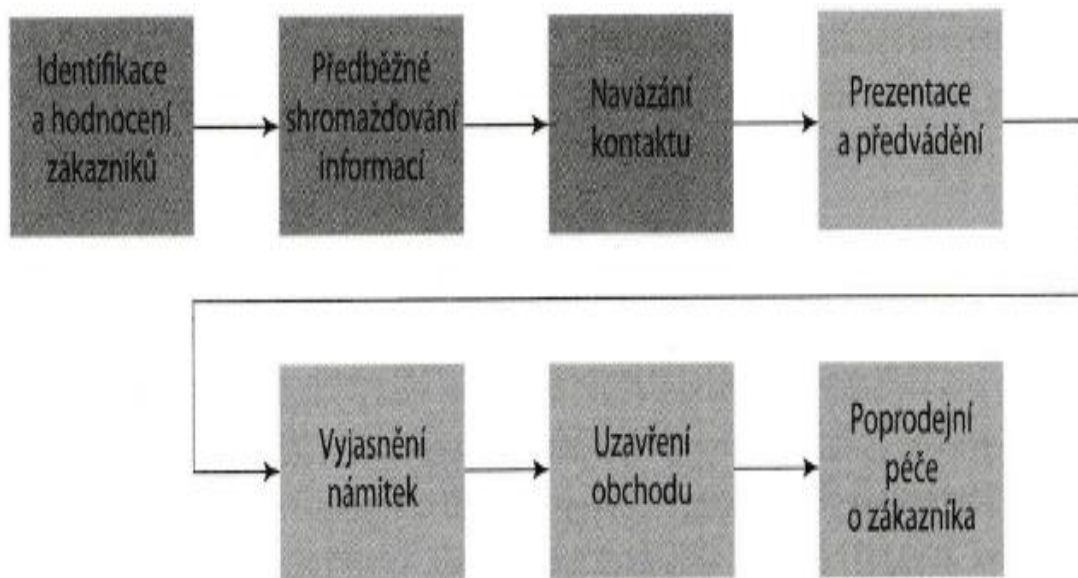 Identifikace
a hodnocení
zákazníků
Předběžné
shromažďování
informací
Navázání
kontaktu
Prezentace
a předvádění
Vyjasnění
námitek
Uzavření
obchodu
Poprodejní
péče
o zákazníka